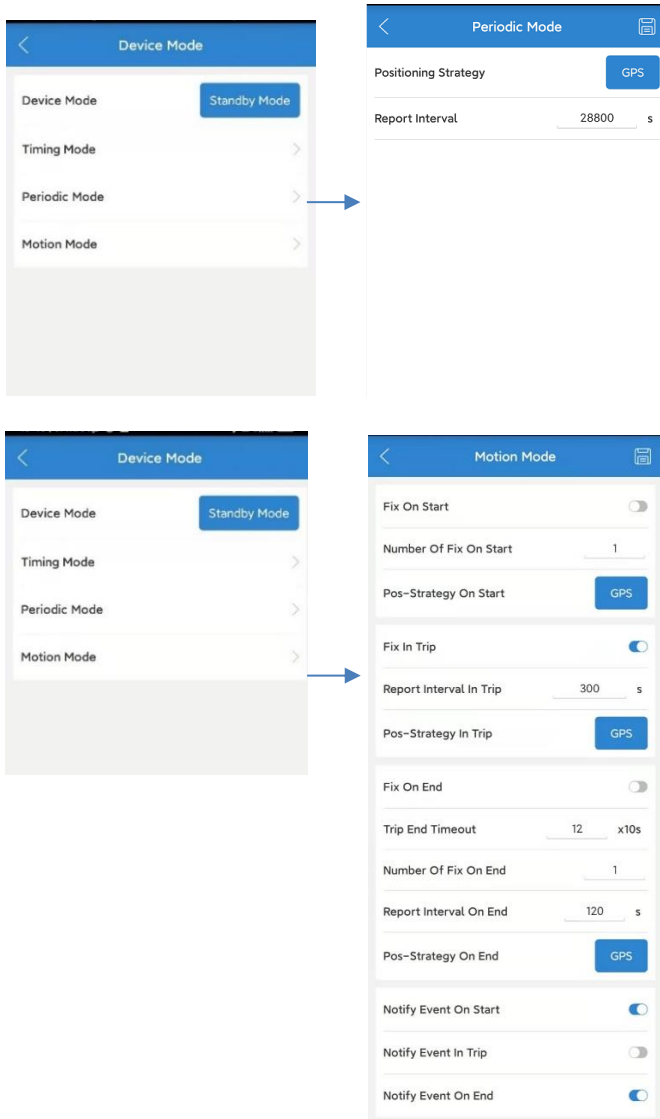 Device Mode
Device Mode Standby Mode
Timing Mode
Periodic Mode
Motion Mode
Periodic Mode
Positioning Strategy GPS
Report Interval 28800 s
Device Mode
Device Mode Standby Mode
Timing Mode
Periodic Mode
Motion Mode
Motion Mode
Fix On Start
Number Of Fix On Start 1
Pos-Strategy On Start GPS
Fix In Trip
Report Interval In Trip 300 s
Pos-Strategy In Trip GPS
Fix On End
Trip End Timeout 12 x10s
Number Of Fix On End 1
Report Interval On End 120 s
Pos-Strategy On End GPS
Notify Event On Start
Notify Event In Trip
Notify Event On End